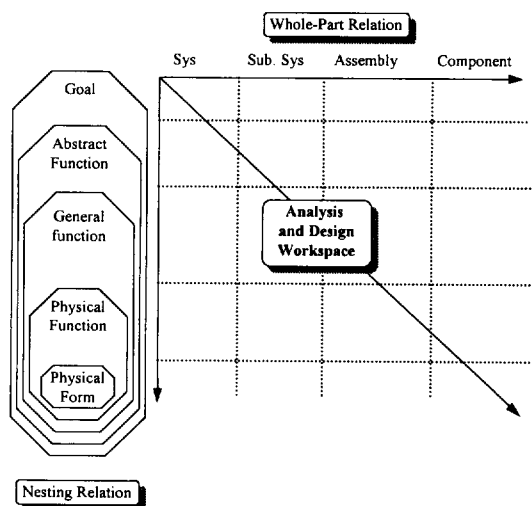 Whole-Part Relation
Sys
Sub. Sys
Assembly
Component
Goal
Abstract
Function
General
function
Physical
Function
Physical
Form
Analysis
and Design
Workspace
Nesting Relation